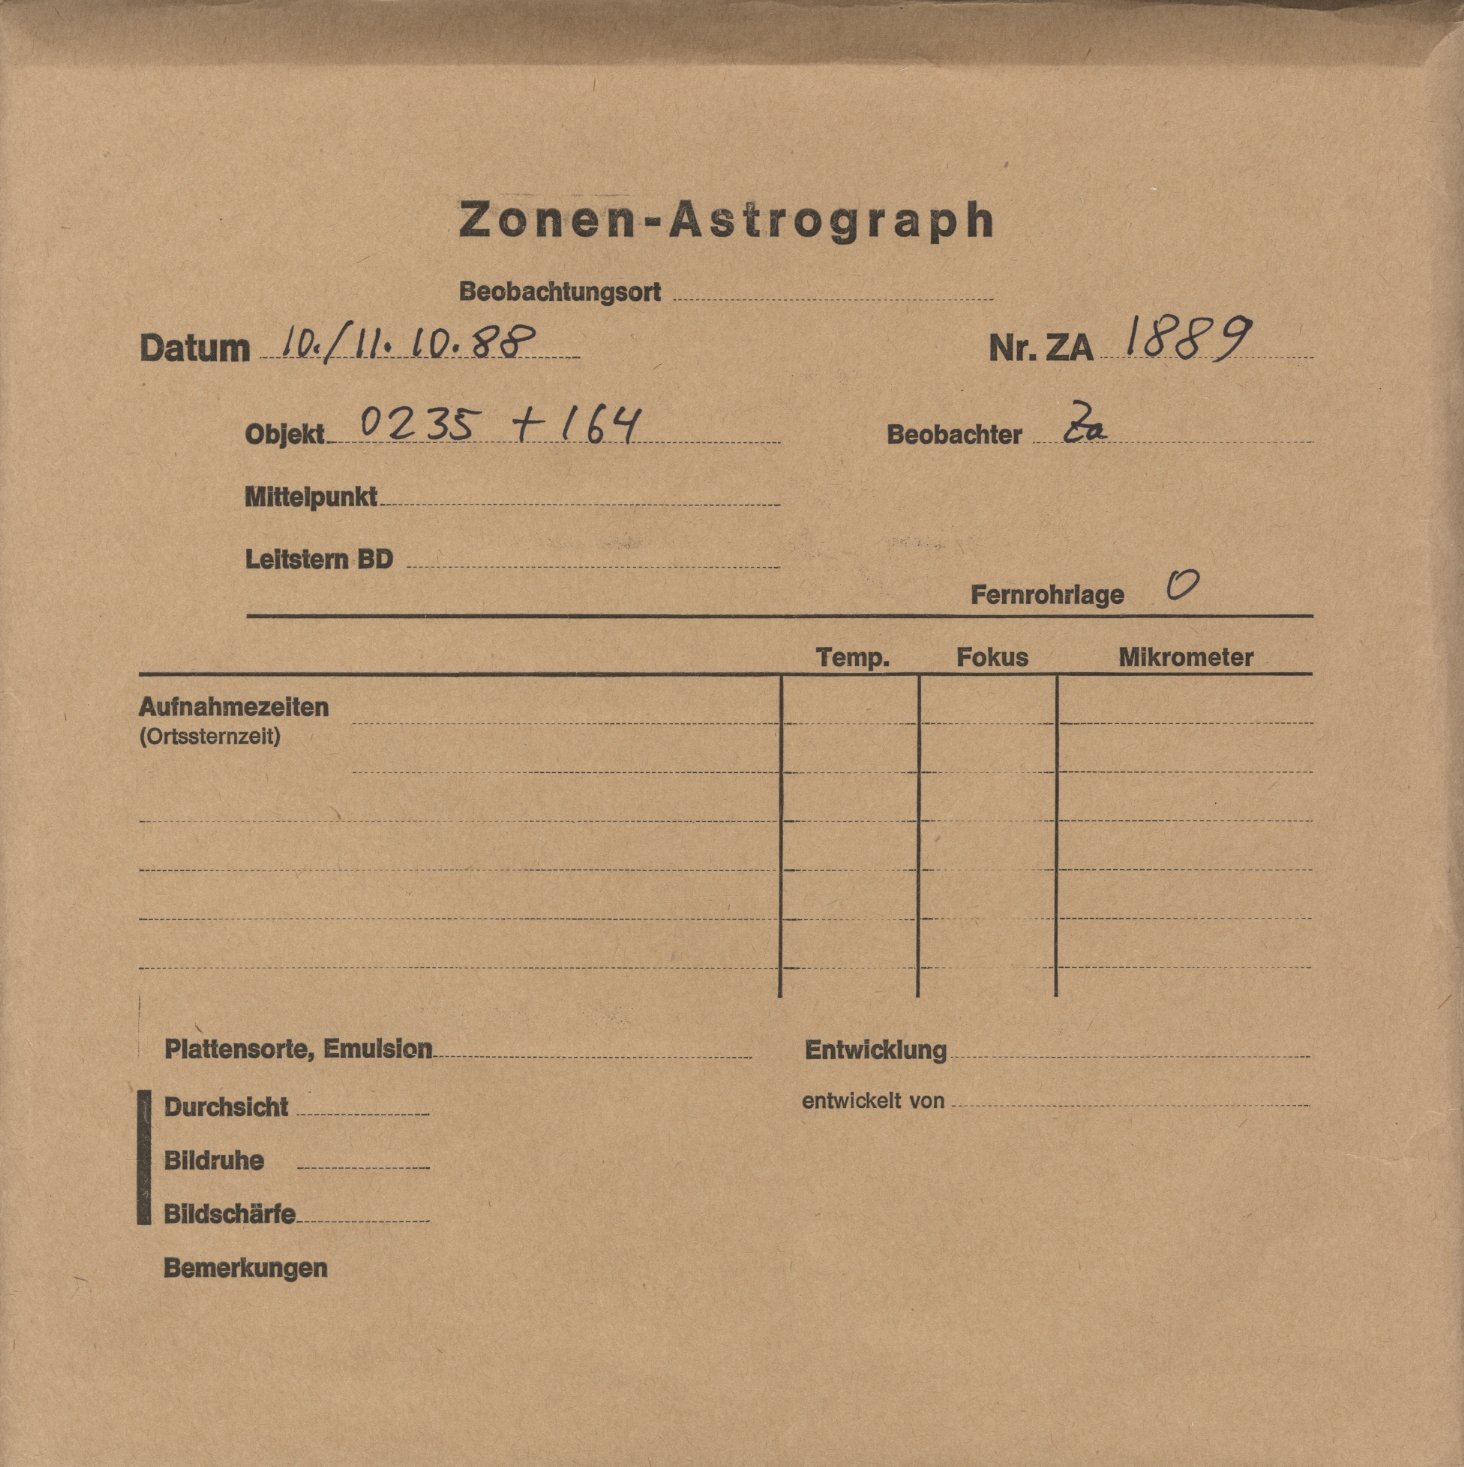 Zonen-Astrograph
Beobachtungsort
Datum 10./11.10.88 Nr. ZA 1889
Objekt 0235 +164 Beobachter Za
Mittelpunkt
Leitstern BD
Fernrohrlage O
Temp. Fokus Mikrometer
Aufnahmezeiten
(Ortssternzeit)
Plattensorte, Emulsion Entwicklung
Durchsicht entwickelt von
Bildruhe
Bildschärfe
Bemerkungen